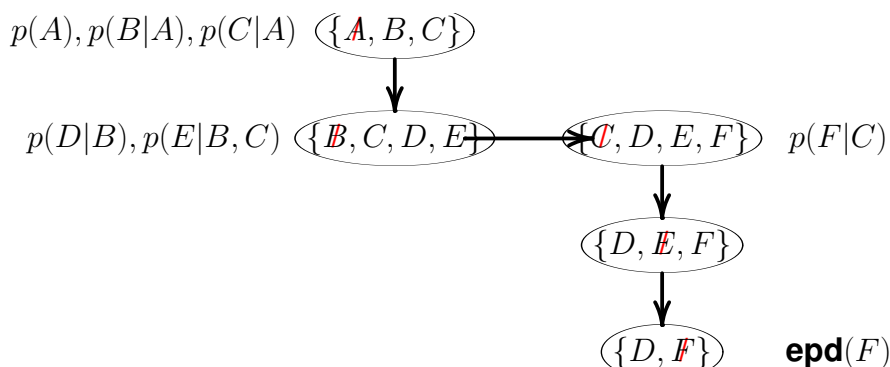 p(A), p(B|A), p(C|A) {A, B, C}
p(D|B), p(E|B, C) {B, C, D, E} {C, D, E, F} p(F|C)
{D, E, F}
{D, F} epd(F)